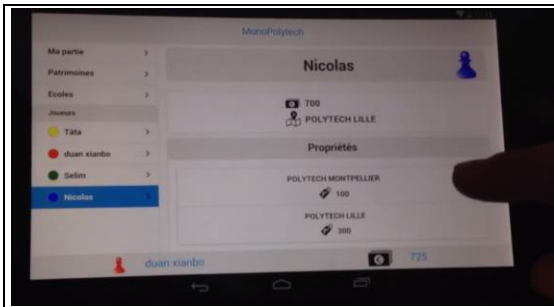 MonoPolytech
Ma partie
Patrimoines
Ecoles
Joueurs
Táta
duan xianbo
Selim
Nicolas
Nicolas
700
POLYTECH LILLE
Propriétés
POLYTECH MONTPELLIER
100
POLYTECH LILLE
300
duan xianbo
725